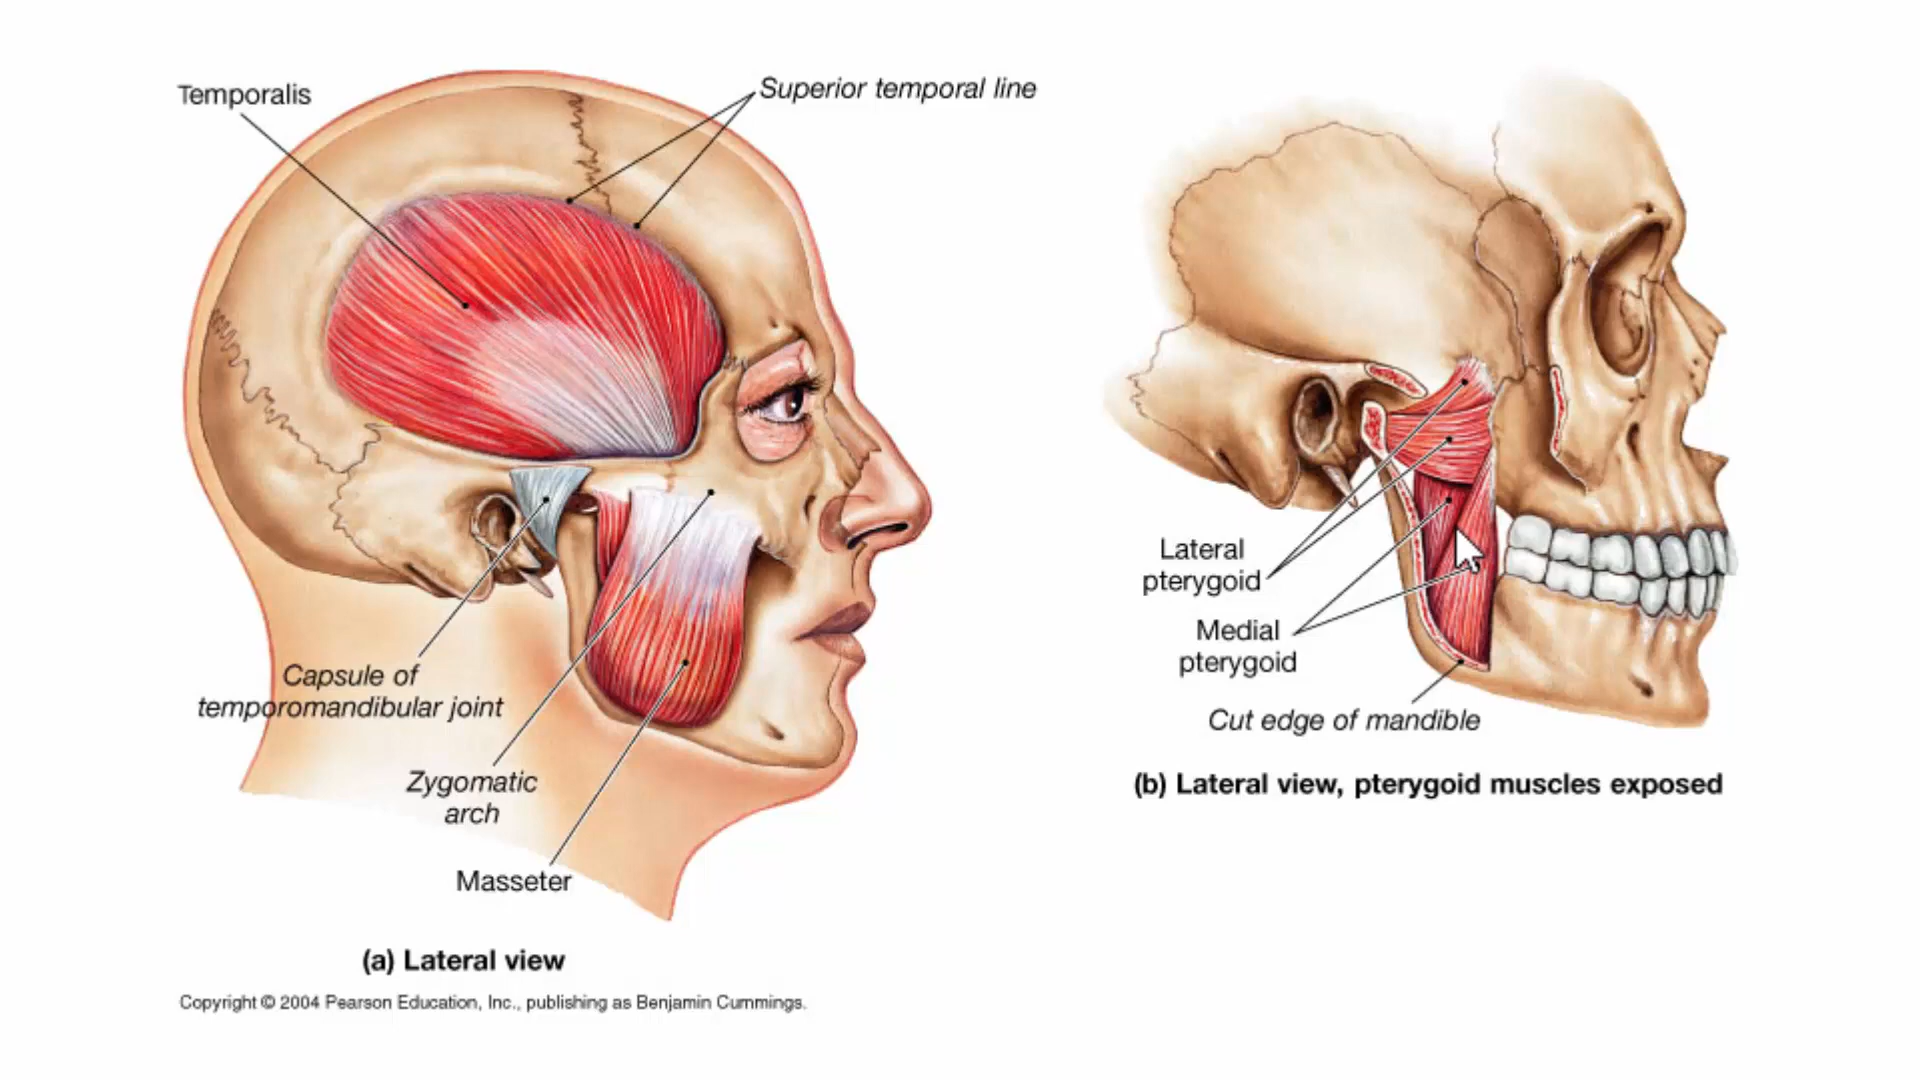 Temporalis
Superior temporal line
Capsule of
temporomandibular joint
Zygomatic
arch
Masseter
(a) Lateral view
Copyright © 2004 Pearson Education, Inc., publishing as Benjamin Cummings.
Lateral
pterygoid
Medial
pterygoid
Cut edge of mandible
(b) Lateral view, pterygoid muscles exposed